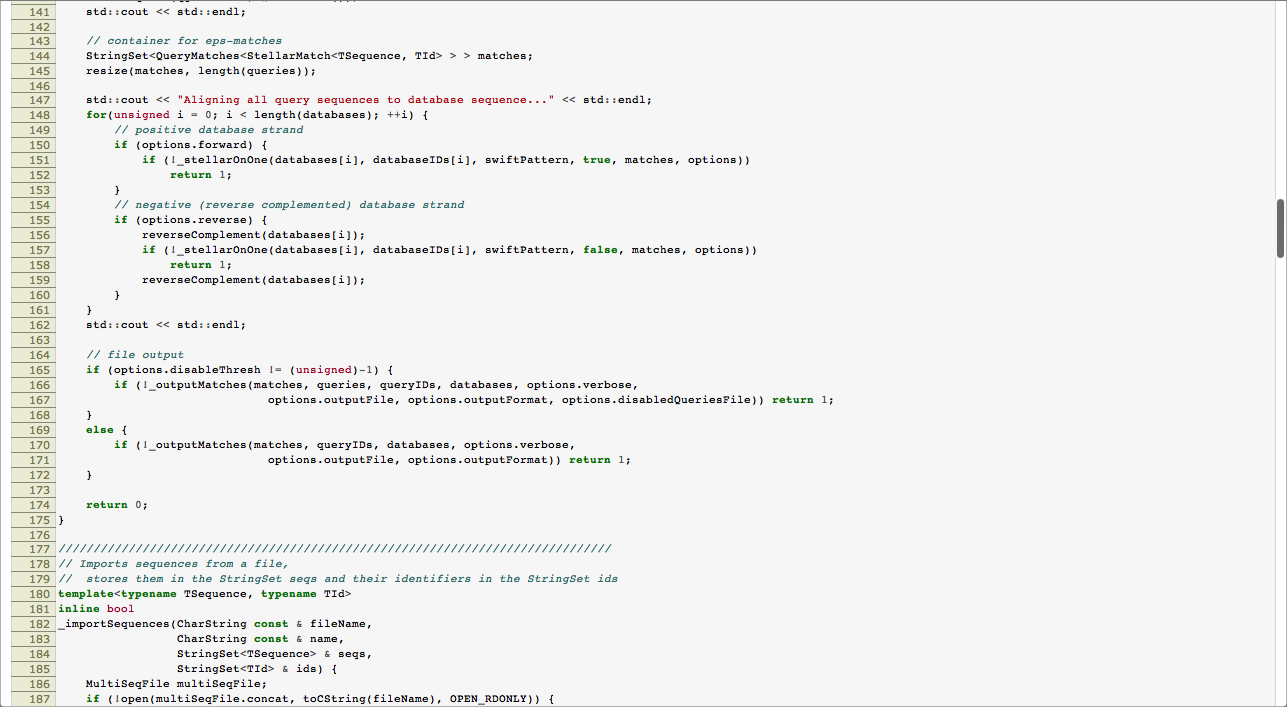 141 std::cout << std::endl;
142
143 // container for eps-matches
144 StringSet<QueryMatches<StellarMatch<TSequence, TId> > > matches;
145 resize(matches, length(queries));
146
147 std::cout << "Aligning all query sequences to database sequence..." << std::endl;
148 for(unsigned i = 0; i < length(databases); ++i) {
149 // positive database strand
150 if (options.forward) {
151 if (!_stellarOnOne(databases[i], databaseIDs[i], swiftPattern, true, matches, options))
152 return 1;
153 }
154 // negative (reverse complemented) database strand
155 if (options.reverse) {
156 reverseComplement(databases[i]);
157 if (!_stellarOnOne(databases[i], databaseIDs[i], swiftPattern, false, matches, options))
158 return 1;
159 reverseComplement(databases[i]);
160 }
161 }
162 std::cout << std::endl;
163
164 // file output
165 if (options.disableThresh != (unsigned)-1) {
166 if (!_outputMatches(matches, queries, queryIDs, databases, options.verbose,
167 options.outputFile, options.outputFormat, options.disabledQueriesFile)) return 1;
168 }
169 else {
170 if (!_outputMatches(matches, queryIDs, databases, options.verbose,
171 options.outputFile, options.outputFormat)) return 1;
172 }
173
174 return 0;
175 }
176
177 ///////////////////////////////////////////////////////////////////////////////
178 // Imports sequences from a file,
179 //  stores them in the StringSet seqs and their identifiers in the StringSet ids
180 template<typename TSequence, typename TId>
181 inline bool
182 _importSequences(CharString const & fileName,
183 CharString const & name,
184 StringSet<TSequence> & seqs,
185 StringSet<TId> & ids) {
186 MultiSeqFile multiSeqFile;
187 if (!open(multiSeqFile.concat, toCString(fileName), OPEN_RDONLY)) {